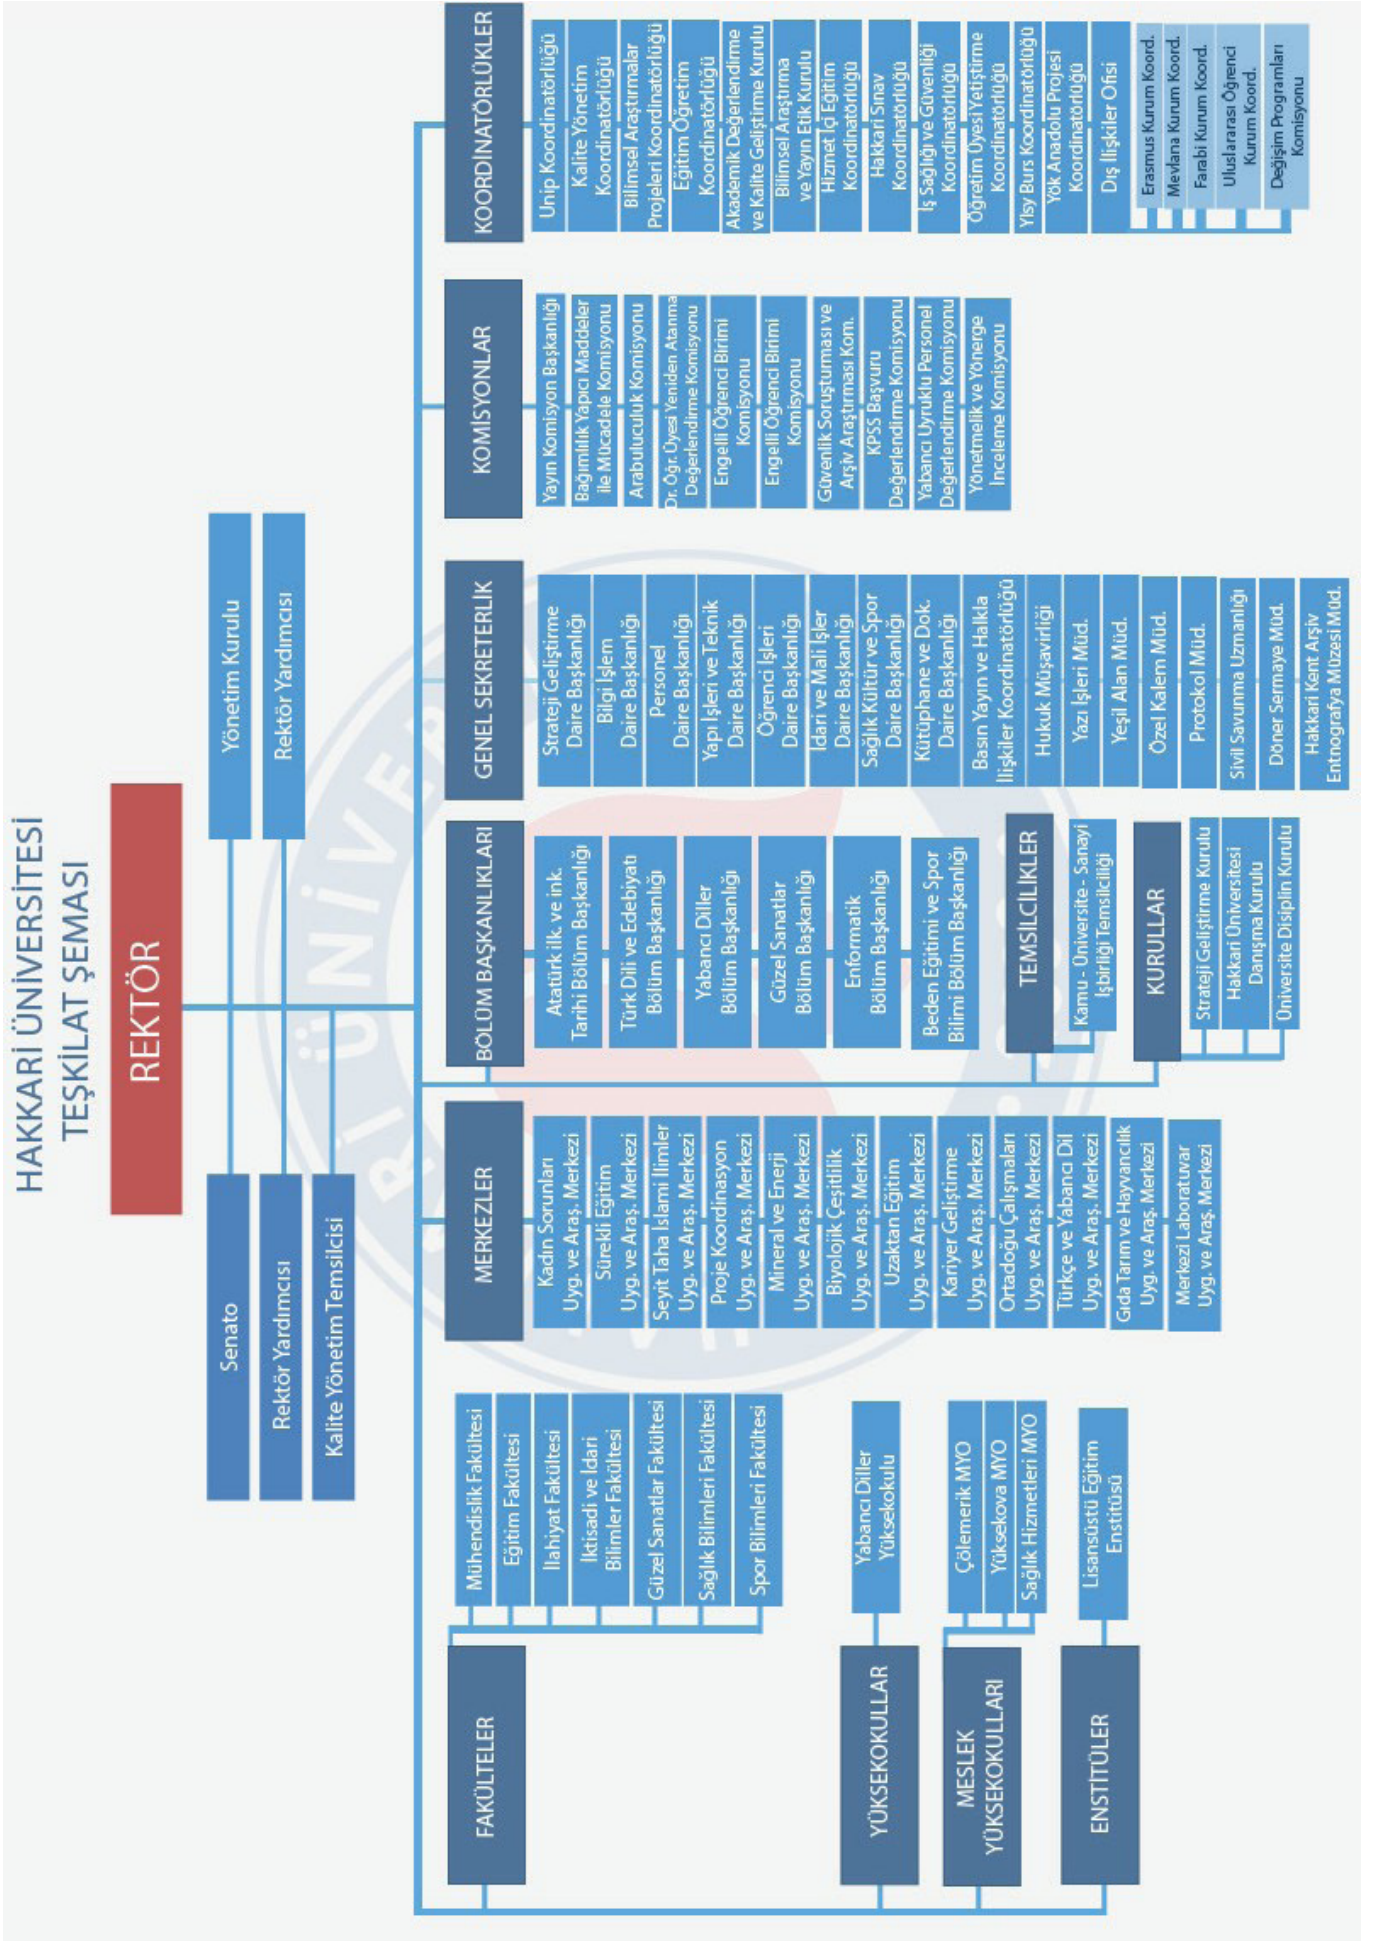 HAKKARİ ÜNİVERSİTESİ
TEŞKİLAT ŞEMASI
REKTÖR
Senato
Yönetim Kurulu
Rektör Yardımcısı
Rektör Yardımcısı
Kalite Yönetim Temsilcisi
FAKÜLTELER
Mühendislik Fakültesi
Eğitim Fakültesi
İlahiyat Fakültesi
İktisadi ve İdari
Bilimler Fakültesi
Güzel Sanatlar Fakültesi
Sağlık Bilimleri Fakültesi
Spor Bilimleri Fakültesi
YÜKSEKOKULLAR
Yabancı Diller
Yüksekokulu
MESLEK
YÜKSEKOKULLARI
Çölemerik MYO
Yüksekova MYO
Sağlık Hizmetleri MYO
ENSTİTÜLER
Lisansüstü Eğitim
Enstitüsü
MERKEZLER
Kadın Sorunları
Uyg. ve Araş. Merkezi
Sürekli Eğitim
Uyg. ve Araş. Merkezi
Seyit Taha İslami İlimler
Uyg. ve Araş. Merkezi
Proje Koordinasyon
Uyg. ve Araş. Merkezi
Mineral ve Enerji
Uyg. ve Araş. Merkezi
Biyolojik Çeşitlilik
Uyg. ve Araş. Merkezi
Uzaktan Eğitim
Uyg. ve Araş. Merkezi
Kariyer Geliştirme
Uyg. ve Araş. Merkezi
Ortadoğu Çalışmaları
Uyg. ve Araş. Merkezi
Türkçe ve Yabancı Dil
Uyg. ve Araş. Merkezi
Gıda Tarım ve Hayvancılık
Uyg. ve Araş. Merkezi
Merkezi Laboratuvar
Uyg. ve Araş. Merkezi
BÖLÜM BAŞKANLIKLARI
Atatürk ilk. ve ink.
Tarihi Bölüm Başkanlığı
Türk Dili ve Edebiyatı
Bölüm Başkanlığı
Yabancı Diller
Bölüm Başkanlığı
Güzel Sanatlar
Bölüm Başkanlığı
Enformatik
Bölüm Başkanlığı
Beden Eğitimi ve Spor
Bilimi Bölüm Başkanlığı
TEMSİLCİLİKLER
Kamu - Üniversite - Sanayi
İşbirliği Temsilciliği
KURULLAR
Strateji Geliştirme Kurulu
Hakkari Üniversitesi
Danışma Kurulu
Üniversite Disiplin Kurulu
GENEL SEKRETERLİK
Strateji Geliştirme
Daire Başkanlığı
Bilgi İşlem
Daire Başkanlığı
Personel
Daire Başkanlığı
Yapı İşleri ve Teknik
Daire Başkanlığı
Öğrenci İşleri
Daire Başkanlığı
İdari ve Mali İşler
Daire Başkanlığı
Sağlık Kültür ve Spor
Daire Başkanlığı
Kütüphane ve Dok.
Daire Başkanlığı
Basın Yayın ve Halkla
İlişkiler Koordinatörlüğü
Hukuk Müşavirliği
Yazı İşleri Müd.
Yeşil Alan Müd.
Özel Kalem Müd.
Protokol Müd.
Sivil Savunma Uzmanlığı
Döner Sermaye Müd.
Hakkari Kent Arşiv
Entnografya Müzesi Müd.
KOMİSYONLAR
Yayın Komisyon Başkanlığı
Bağımlılık Yapıcı Maddeler
ile Mücadele Komisyonu
Arabuluculuk Komisyonu
Dr. Öğr. Üyesi Yeniden Atanma
Değerlendirme Komisyonu
Engelli Öğrenci Birimi
Komisyonu
Engelli Öğrenci Birimi
Komisyonu
Güvenlik Soruşturması ve
Arşiv Araştırması Kom.
KPSS Başvuru
Değerlendirme Komisyonu
Yabancı Uyruklu Personel
Değerlendirme Komisyonu
Yönetmelik ve Yönerge
İnceleme Komisyonu
KOORDİNATÖRLÜKLER
Ünip Koordinatörlüğü
Kalite Yönetim
Koordinatörlüğü
Bilimsel Araştırmalar
Projeleri Koordinatörlüğü
Eğitim Öğretim
Koordinatörlüğü
Akademik Değerlendirme
ve Kalite Geliştirme Kurulu
Bilimsel Araştırma
ve Yayın Etik Kurulu
Hizmet İçi Eğitim
Koordinatörlüğü
Hakkari Sınav
Koordinatörlüğü
İş Sağlığı ve Güvenliği
Koordinatörlüğü
Öğretim Üyesi Yetiştirme
Koordinatörlüğü
Ylsy Burs Koordinatörlüğü
Yök Anadolu Projesi
Koordinatörlüğü
Dış İlişkiler Ofisi
Erasmus Kurum Koord.
Mevlana Kurum Koord.
Farabi Kurum Koord.
Uluslararası Öğrenci
Kurum Koord.
Değişim Programları
Komisyonu